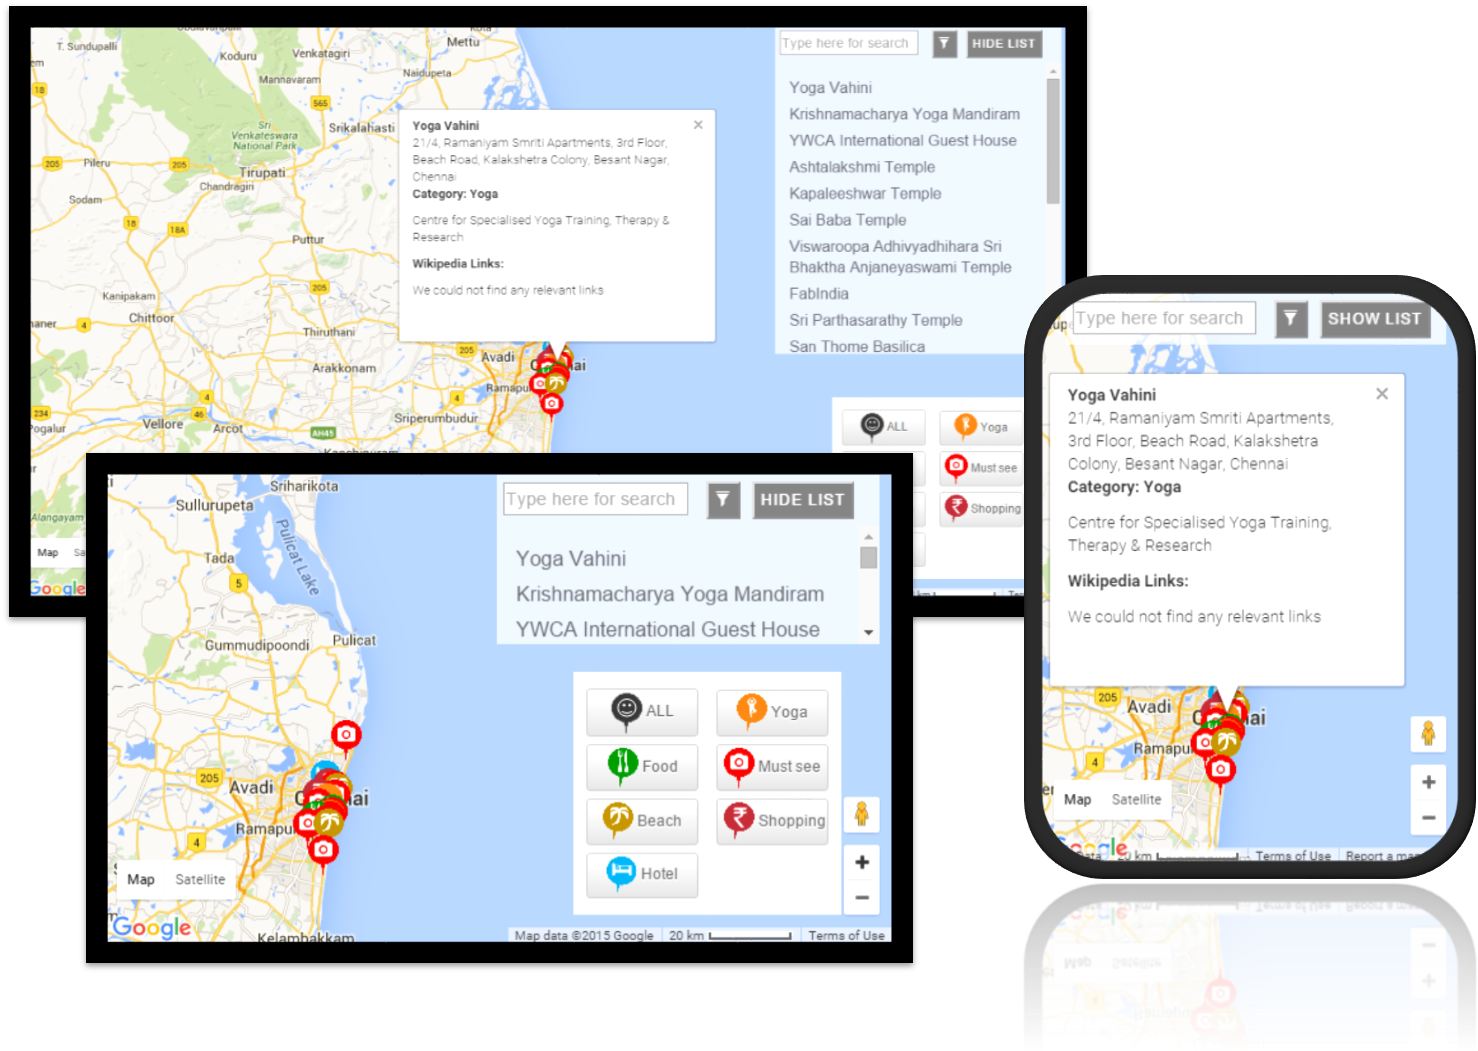 T. Sundupalli
Koduru
Venkatagiri
Mettu
Mannavaram
Naidupeta
em
18
565
Srikalahasti
Sri
Venkateswara
National Park
205
Pileru
205
Tirupati
Chandragiri
Sodam
18
18A
Puttur
205
Kanipakam
Chittoor
4
Thiruthani
205
Avadi
Arakkonam
4
Sriperumbudur
4
234
46
Vellore
Arcot
AH45
Alangayam
Map
Google
Type here for search
HIDE LIST
Yoga Vahini
Krishnamacharya Yoga Mandiram
YWCA International Guest House
Ashtalakshmi Temple
Kapaleeshwar Temple
Sai Baba Temple
Viswaroopa Adhivyadhihara Sri
Bhaktha Anjaneyaswami Temple
FabIndia
Sri Parthasarathy Temple
San Thome Basilica
Yoga Vahini
×
21/4, Ramaniyam Smriti Apartments, 3rd Floor,
Beach Road, Kalakshetra Colony, Besant Nagar,
Chennai
Category: Yoga
Centre for Specialised Yoga Training, Therapy &
Research
Wikipedia Links:
We could not find any relevant links
ALL
Yoga
Must see
Shopping
Sriharikota
Sullurupeta
Pulicat Lake
Tada
5
Gummudipoondi
Pulicat
205
Avadi
4
Kelambakkam
Map
Satellite
Google
Type here for search
HIDE LIST
Yoga Vahini
Krishnamacharya Yoga Mandiram
YWCA International Guest House
ALL
Yoga
Food
Must see
Beach
Shopping
Hotel
+
−
Map data ©2015 Google
20 km
Terms of Use
Type here for search
SHOW LIST
Yoga Vahini
×
21/4, Ramaniyam Smriti Apartments,
3rd Floor, Beach Road, Kalakshetra
Colony, Besant Nagar, Chennai
Category: Yoga
Centre for Specialised Yoga Training,
Therapy & Research
Wikipedia Links:
We could not find any relevant links
205
Avadi
4
Map
Satellite
+
−
20 km
Terms of Use
Report a map